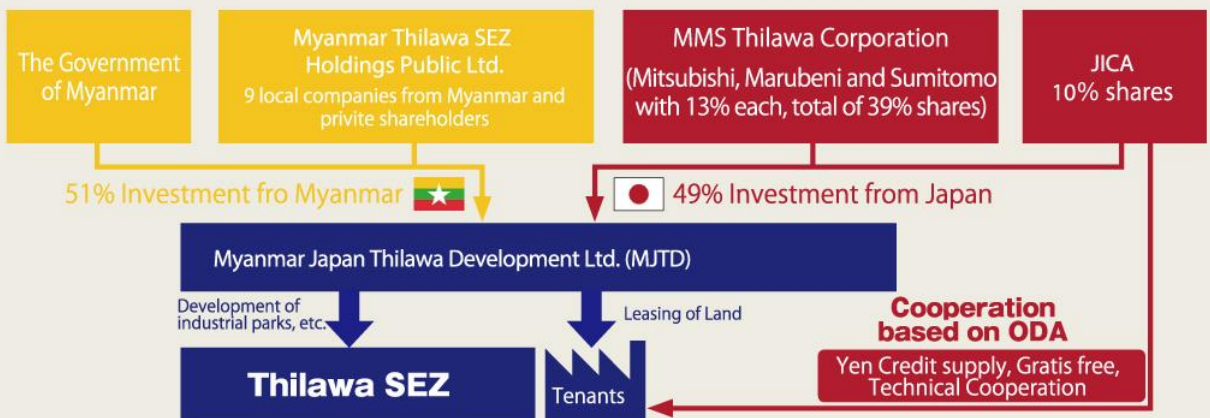 The Government
of Myanmar
Myanmar Thilawa SEZ
Holdings Public Ltd.
9 local companies from Myanmar and
privite shareholders
MMS Thilawa Corporation
(Mitsubishi, Marubeni and Sumitomo
with 13% each, total of 39% shares)
JICA
10% shares
51% Investment fro Myanmar
49% Investment from Japan
Myanmar Japan Thilawa Development Ltd. (MJTD)
Development of
industrial parks, etc.
Leasing of Land
Cooperation
based on ODA
Yen Credit supply, Gratis free,
Technical Cooperation
Thilawa SEZ
Tenants